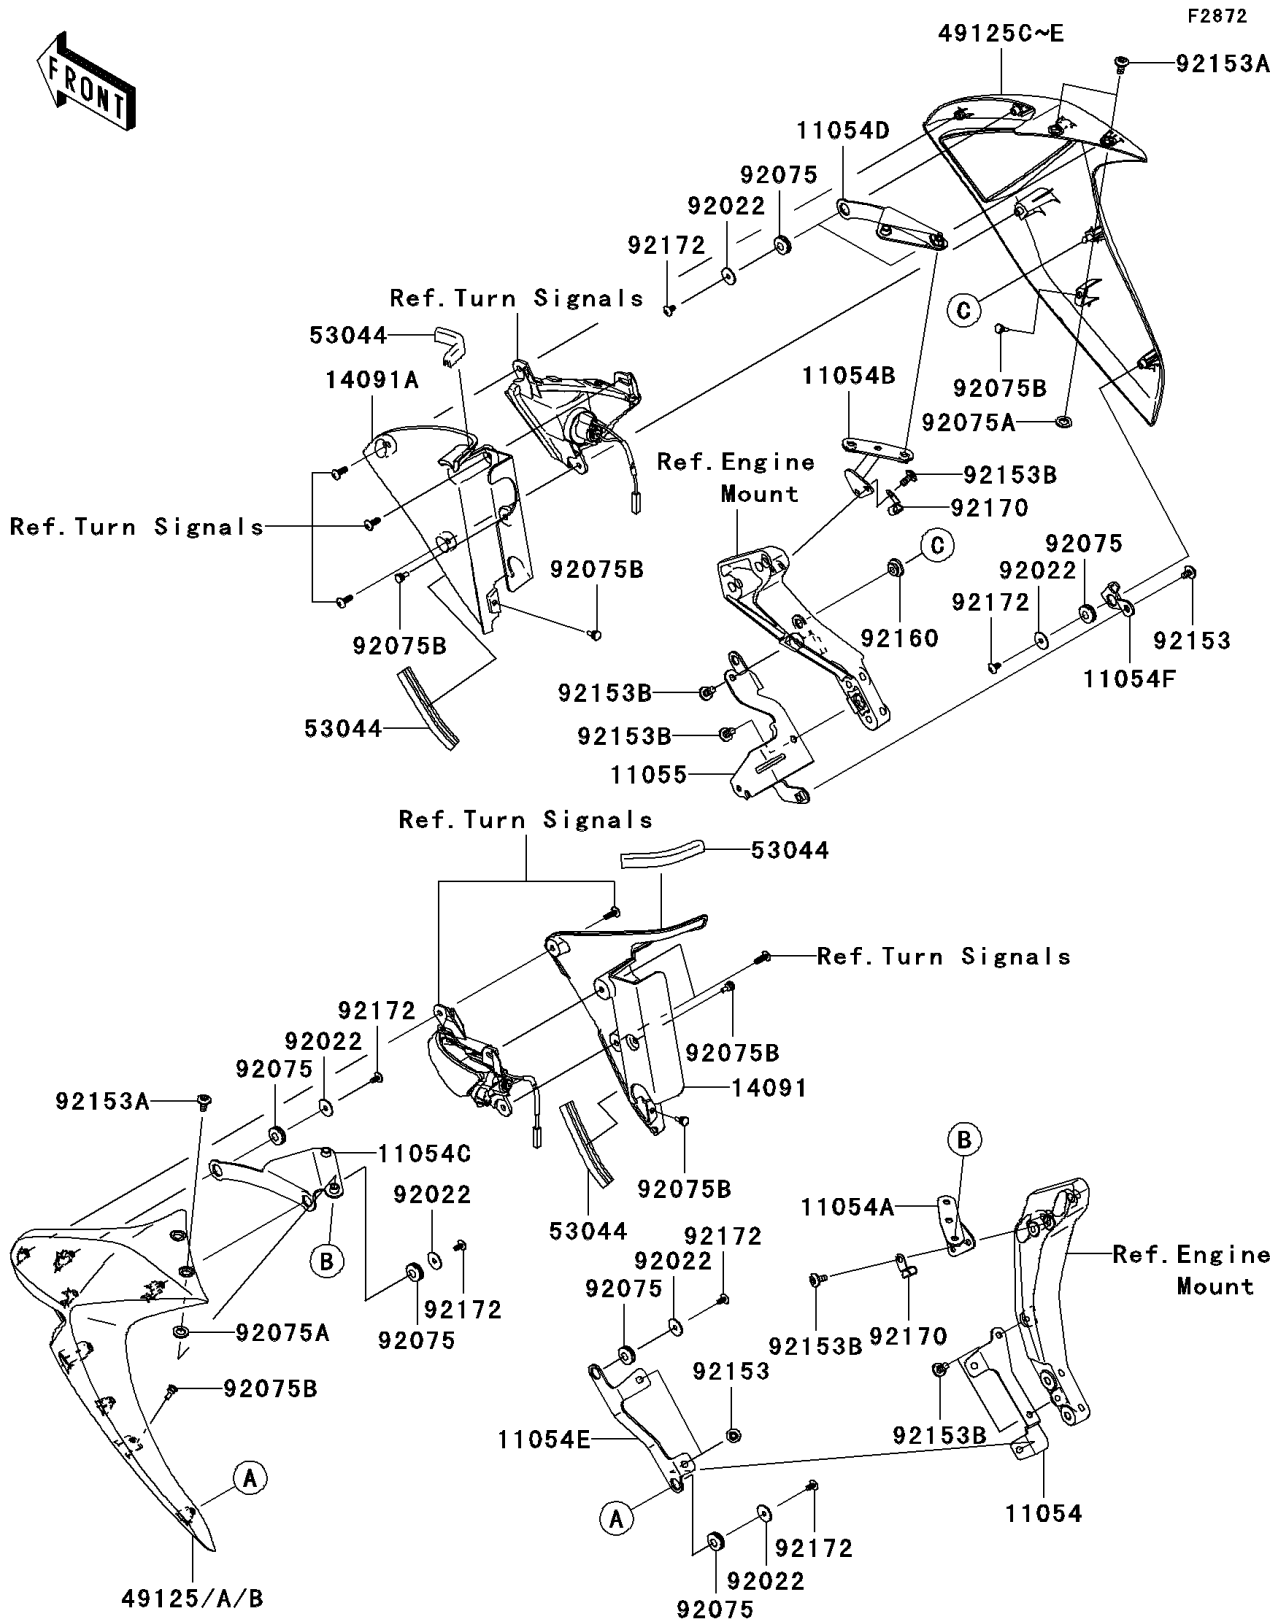 F2872
FRONT
49125C~E
92153A
11054D
92075
92022
92172
Ref.Turn Signals
53044
14091A
C
92075B
11054B
92075A
Ref.Engine
Mount
92153B
92170
Ref.Turn Signals
C
92075B
92075
92022
92172
92075B
92160
92153
11054F
92153B
53044
92153B
11055
Ref.Turn Signals
53044
Ref.Turn Signals
92172
92022
92075
92075B
92153A
14091
B
11054C
92022
92075B
11054A
53044
92172
92022
Ref.Engine
Mount
B
92075
92172
92075A
92075
92153B
92170
92153
92075B
11054E
92153B
A
11054
A
92172
92022
49125/A/B
92075